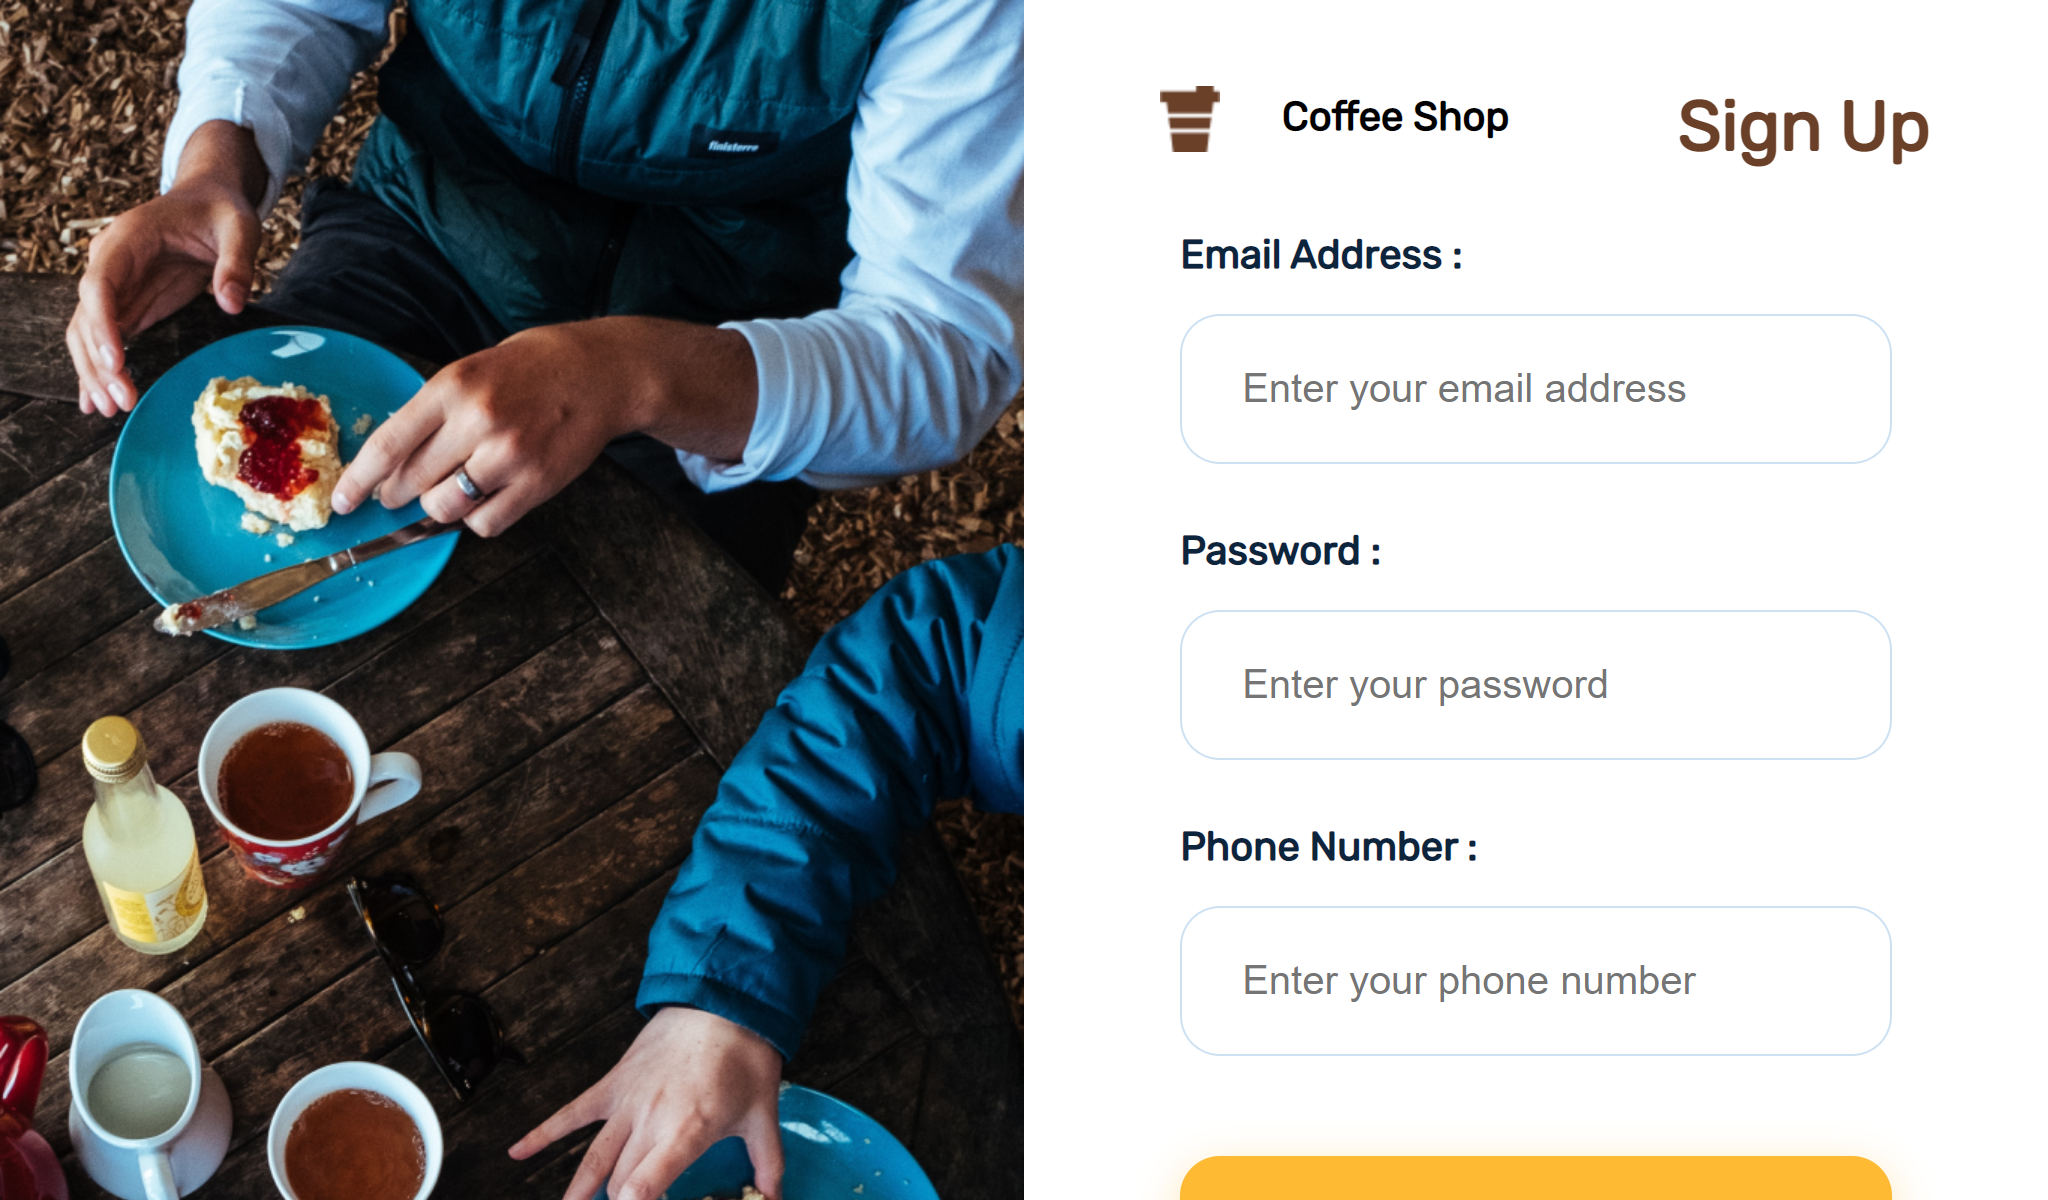 finisterre
Coffee Shop
Sign Up
Email Address :
Enter your email address
Password :
Enter your password
Phone Number :
Enter your phone number